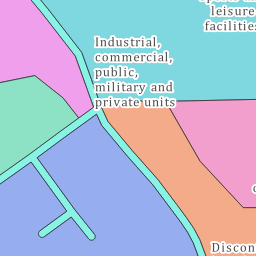 leisure
facilities
Industrial,
commercial,
public,
military and
private units
Discon